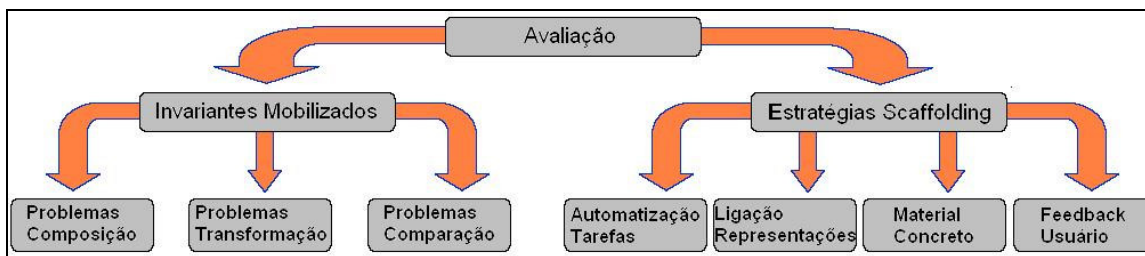 Avaliação
Invariantes Mobilizados
Estratégias Scaffolding
Problemas
Composição
Problemas
Transformação
Problemas
Comparação
Automatização
Tarefas
Ligação
Representações
Material
Concreto
Feedback
Usuário